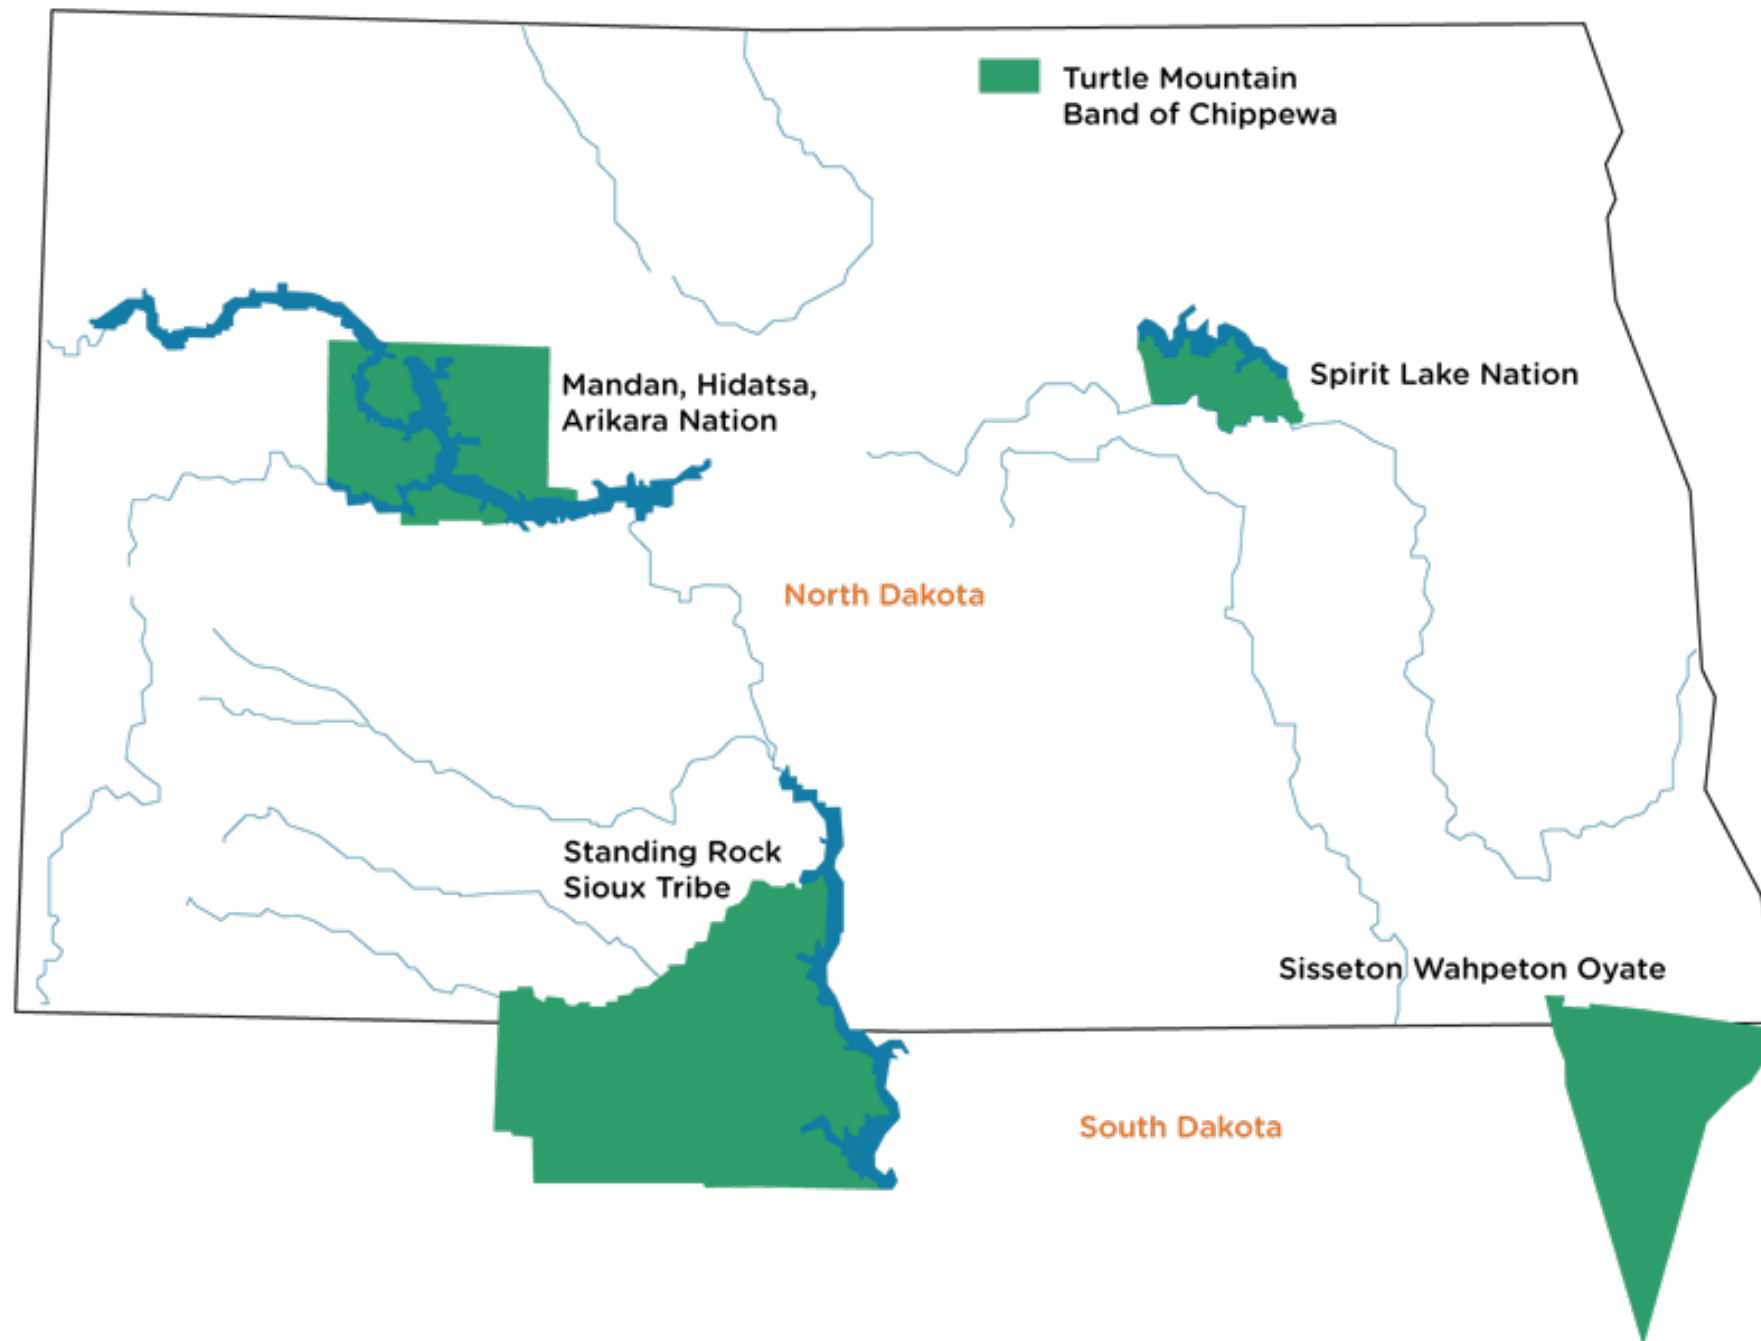 Turtle Mountain
Band of Chippewa
Spirit Lake Nation
Mandan, Hidatsa,
Arikara Nation
North Dakota
Standing Rock
Sioux Tribe
Sisseton Wahpeton Oyate
South Dakota